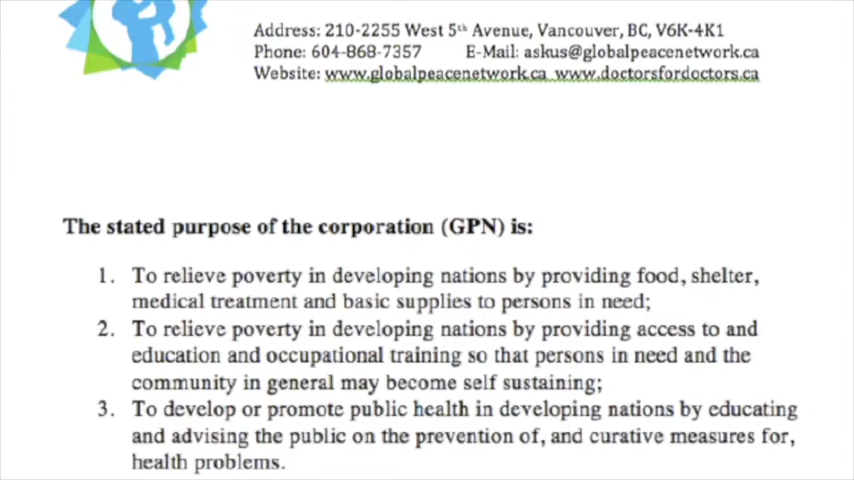 Address: 210-2255 West 5th Avenue, Vancouver, BC, V6K-4K1
Phone: 604-868-7357 E-Mail: askus@globalpeacenetwork.ca
Website: www.globalpeacenetwork.ca www.doctorsfordoctors.ca
The stated purpose of the corporation (GPN) is:
1. To relieve poverty in developing nations by providing food, shelter,
medical treatment and basic supplies to persons in need;
2. To relieve poverty in developing nations by providing access to and
education and occupational training so that persons in need and the
community in general may become self sustaining;
3. To develop or promote public health in developing nations by educating
and advising the public on the prevention of, and curative measures for,
health problems.